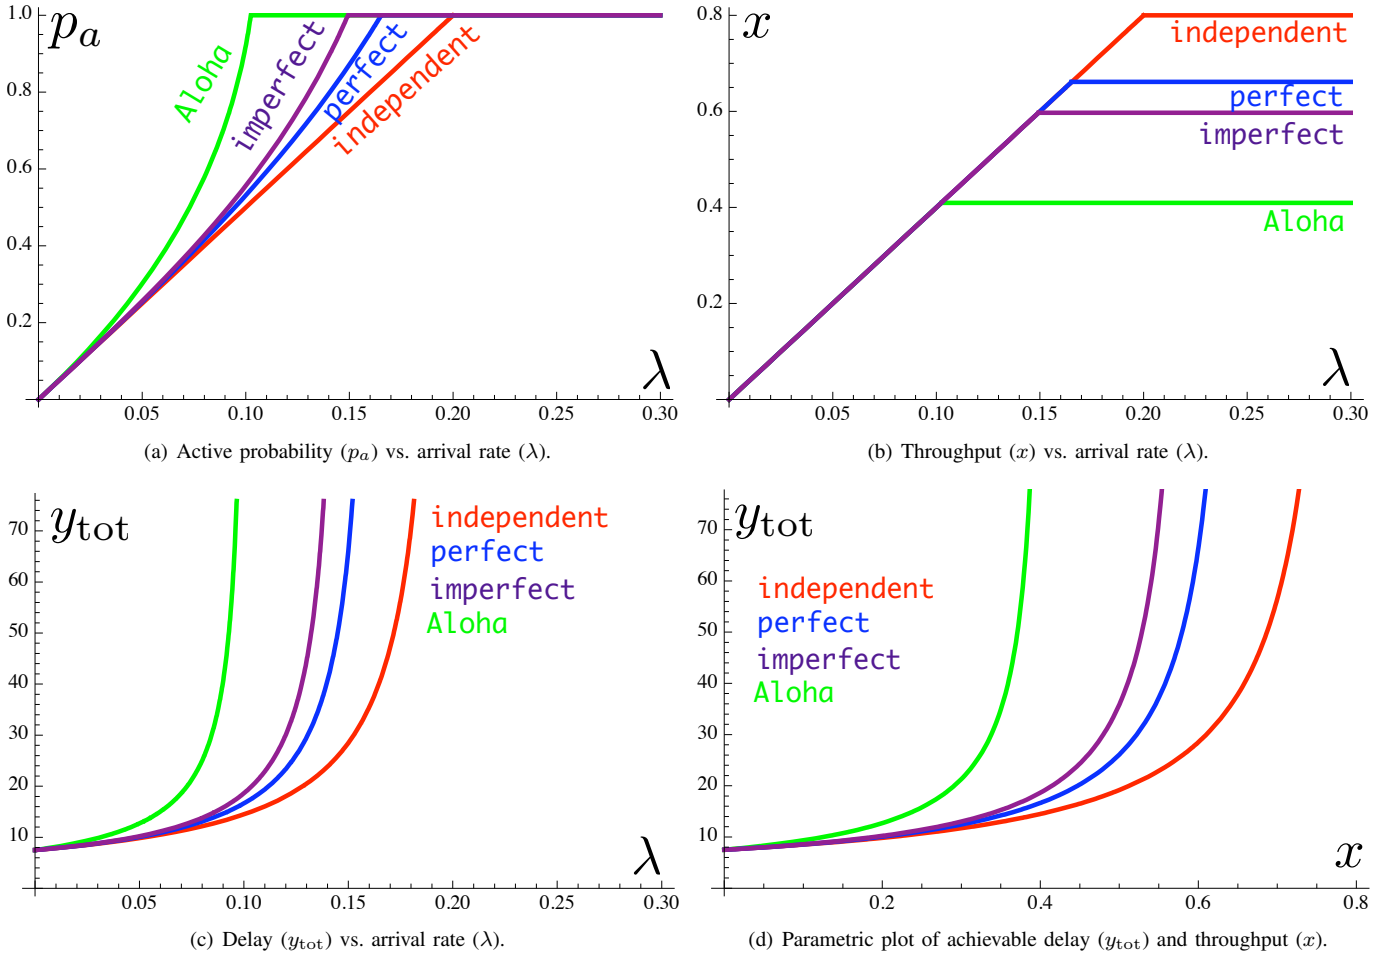 p_a
1.0
0.8
0.6
0.4
0.2
Aloha
imperfect
perfect
independent
λ
0.05 0.10 0.15 0.20 0.25 0.30
(a) Active probability (p_a) vs. arrival rate (λ).
x
0.8
0.6
0.4
0.2
independent
perfect
imperfect
Aloha
λ
0.05 0.10 0.15 0.20 0.25 0.30
(b) Throughput (x) vs. arrival rate (λ).
y_tot
70
60
50
40
30
20
10
independent
perfect
imperfect
Aloha
λ
0.05 0.10 0.15 0.20 0.25 0.30
(c) Delay (y_tot) vs. arrival rate (λ).
y_tot
70
60
50
40
30
20
10
independent
perfect
imperfect
Aloha
x
0.2 0.4 0.6 0.8
(d) Parametric plot of achievable delay (y_tot) and throughput (x).